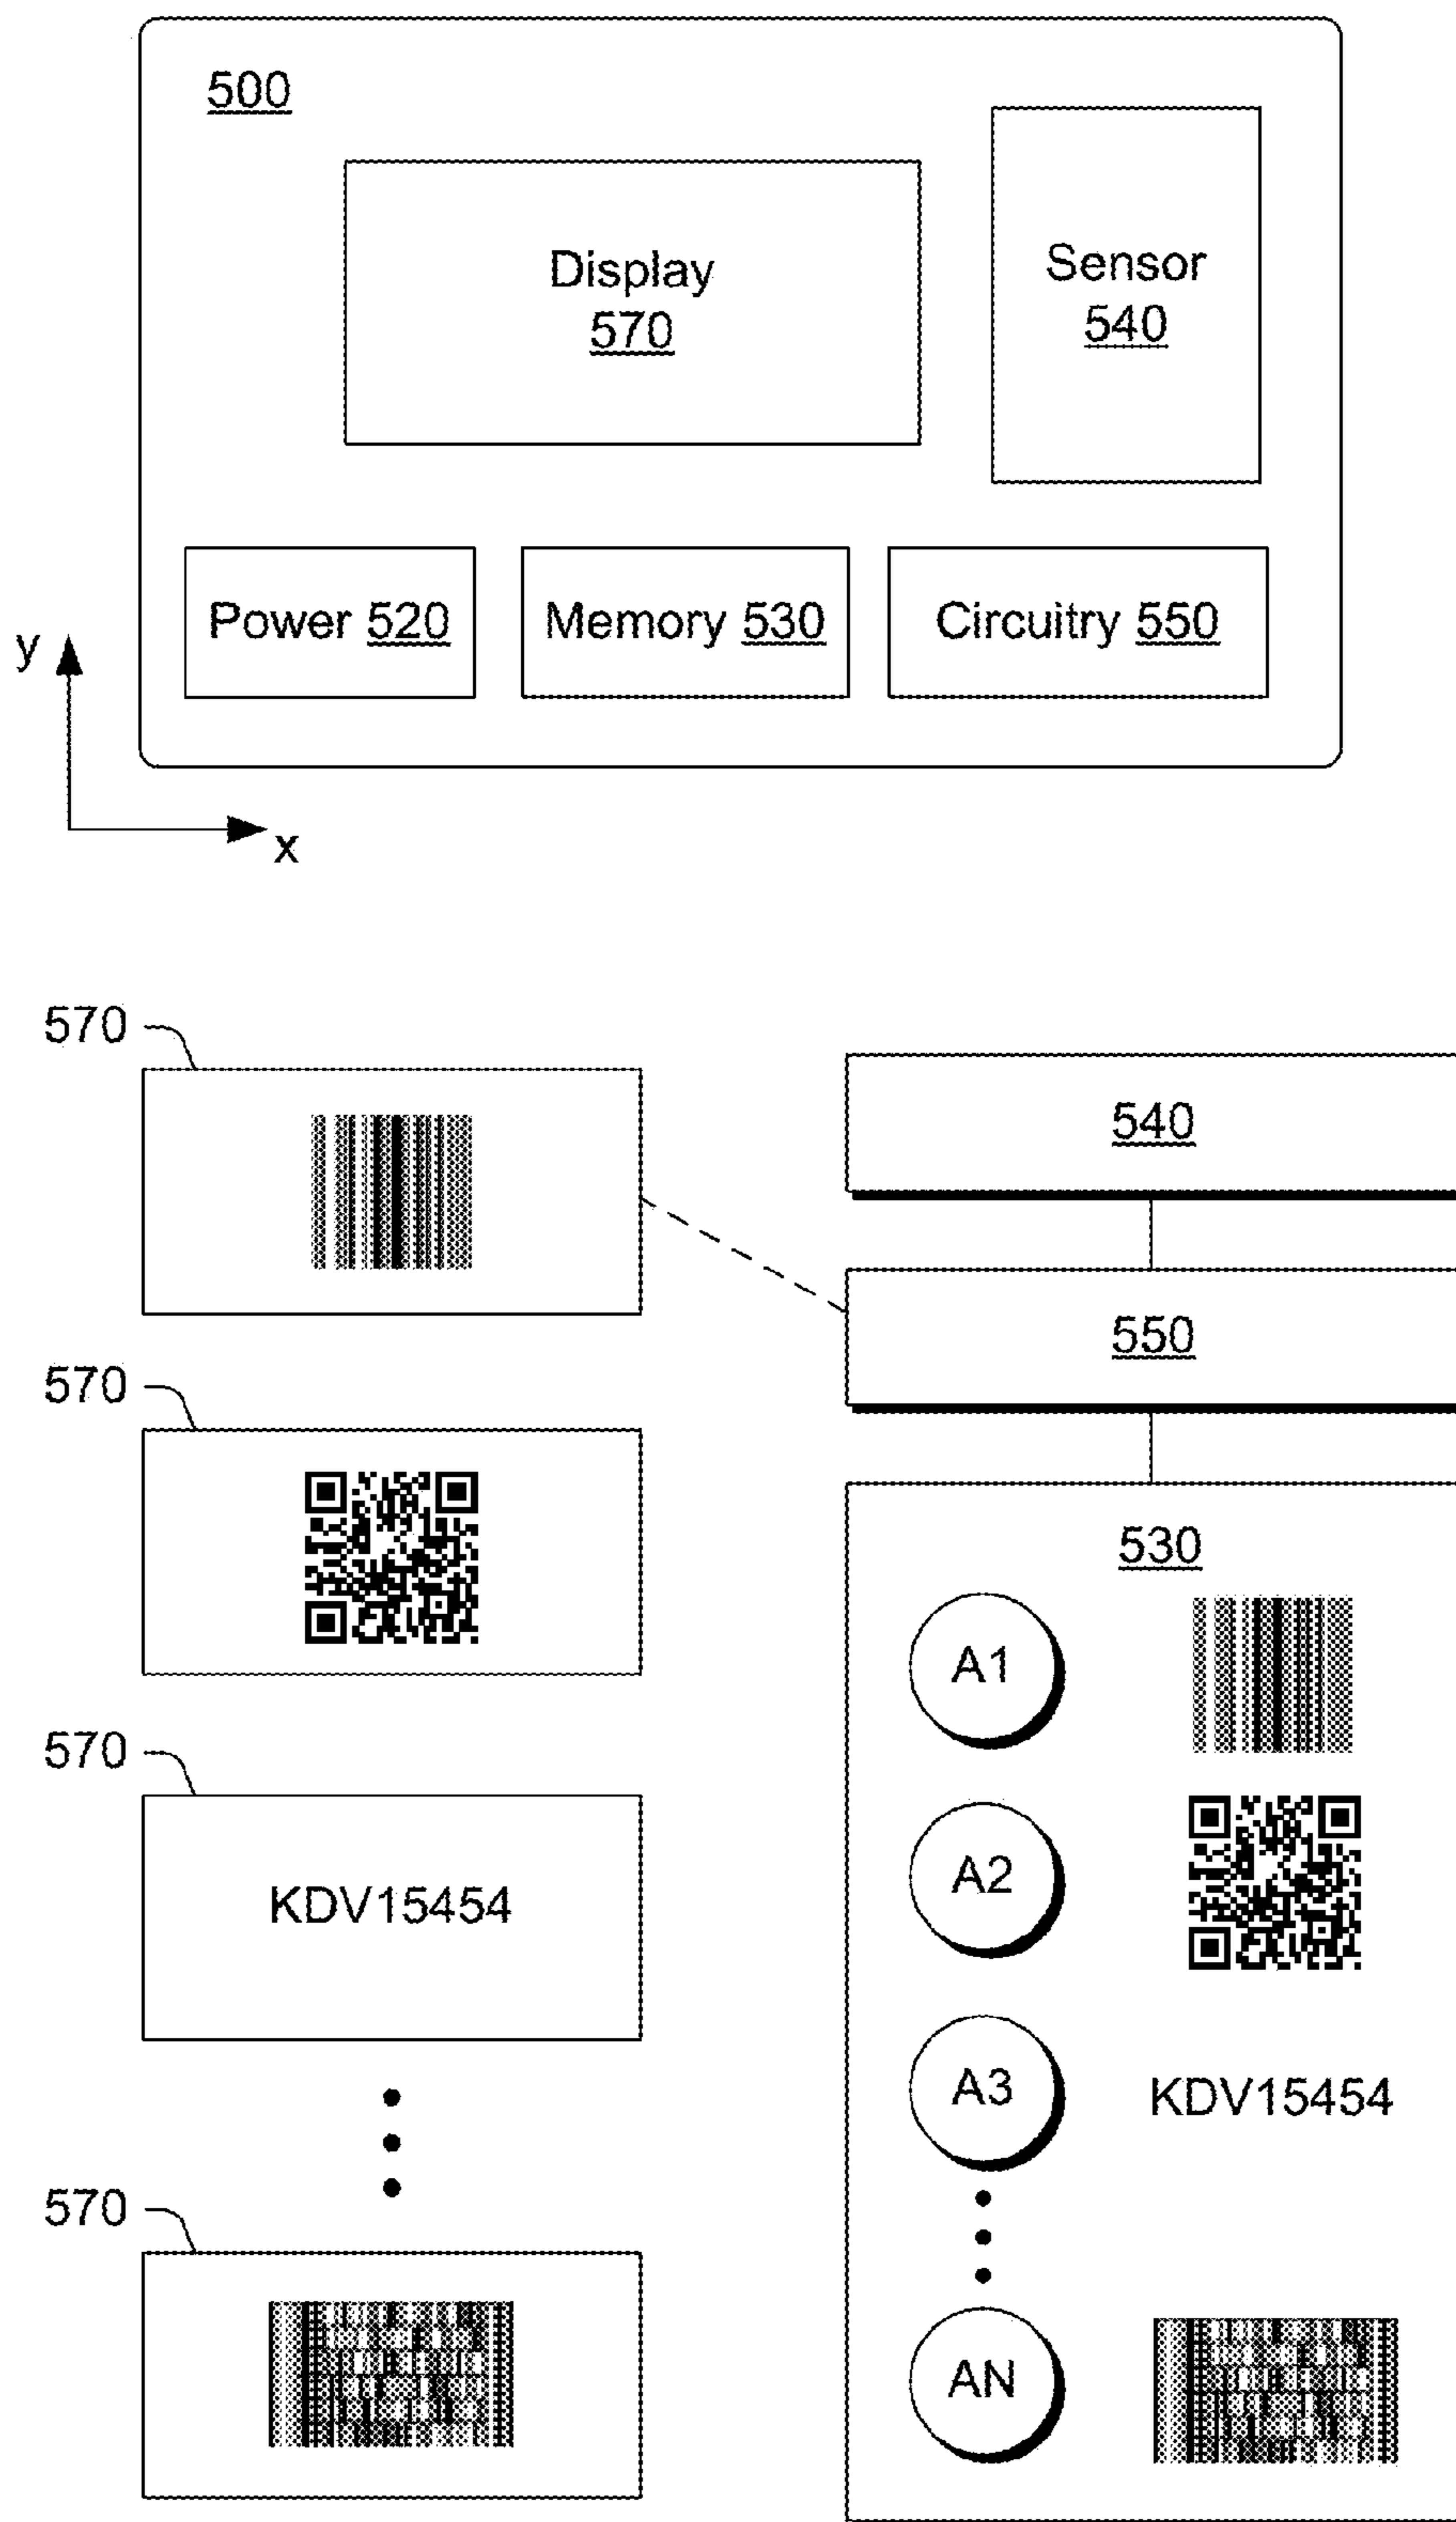 500
Display
570
Sensor
540
Power 520
Memory 530
Circuitry 550
y
x
570
540
550
570
530
A1
A2
570
KDV15454
A3
KDV15454
570
AN